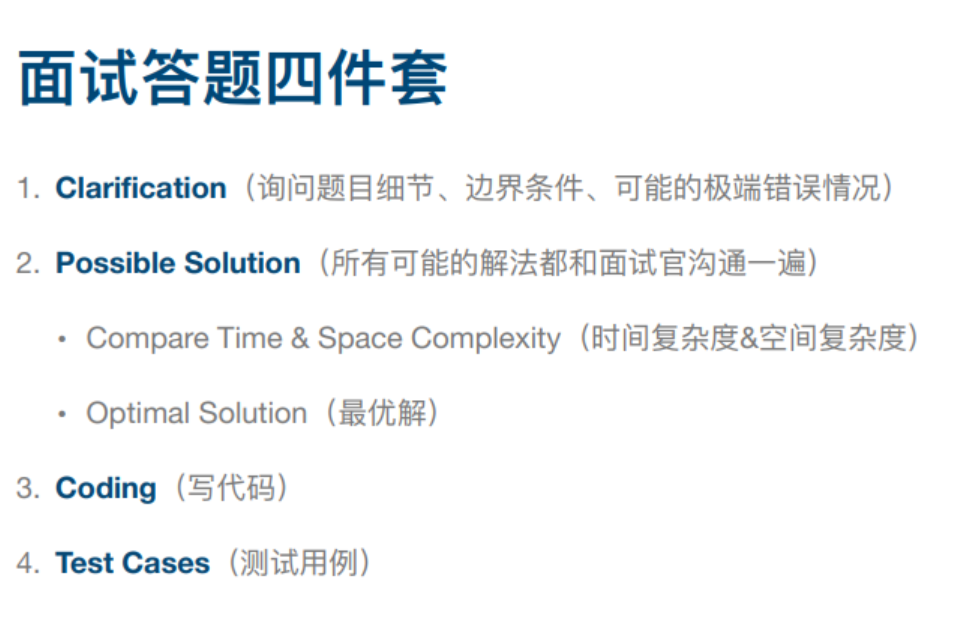 面试答题四件套
1. Clarification（询问题目细节、边界条件、可能的极端错误情况）
2. Possible Solution（所有可能的解法都和面试官沟通一遍）
• Compare Time & Space Complexity（时间复杂度&空间复杂度）
• Optimal Solution（最优解）
3. Coding（写代码）
4. Test Cases（测试用例）